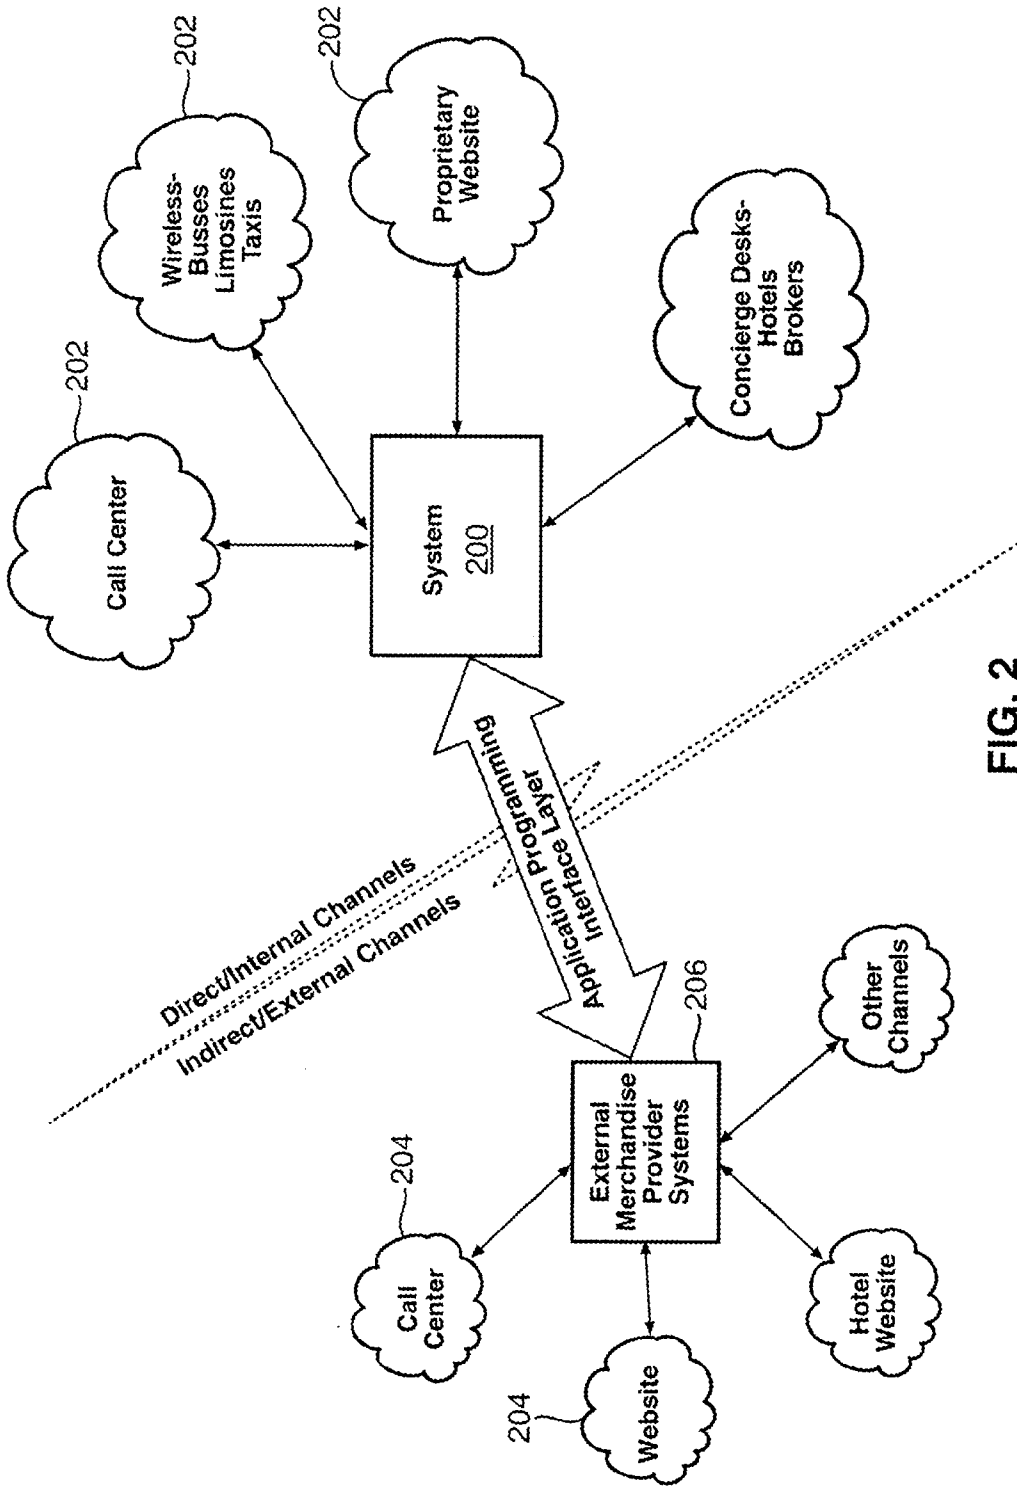 Call Center
202
Wireless-
Busses
Limosines
Taxis
202
Proprietary
Website
202
System
200
Concierge Desks-
Hotels
Brokers
Direct/Internal Channels
Indirect/External Channels
Application Programming
Interface Layer
External
Merchandise
Provider
Systems
206
Call
Center
204
Website
204
Hotel
Website
Other
Channels
FIG. 2